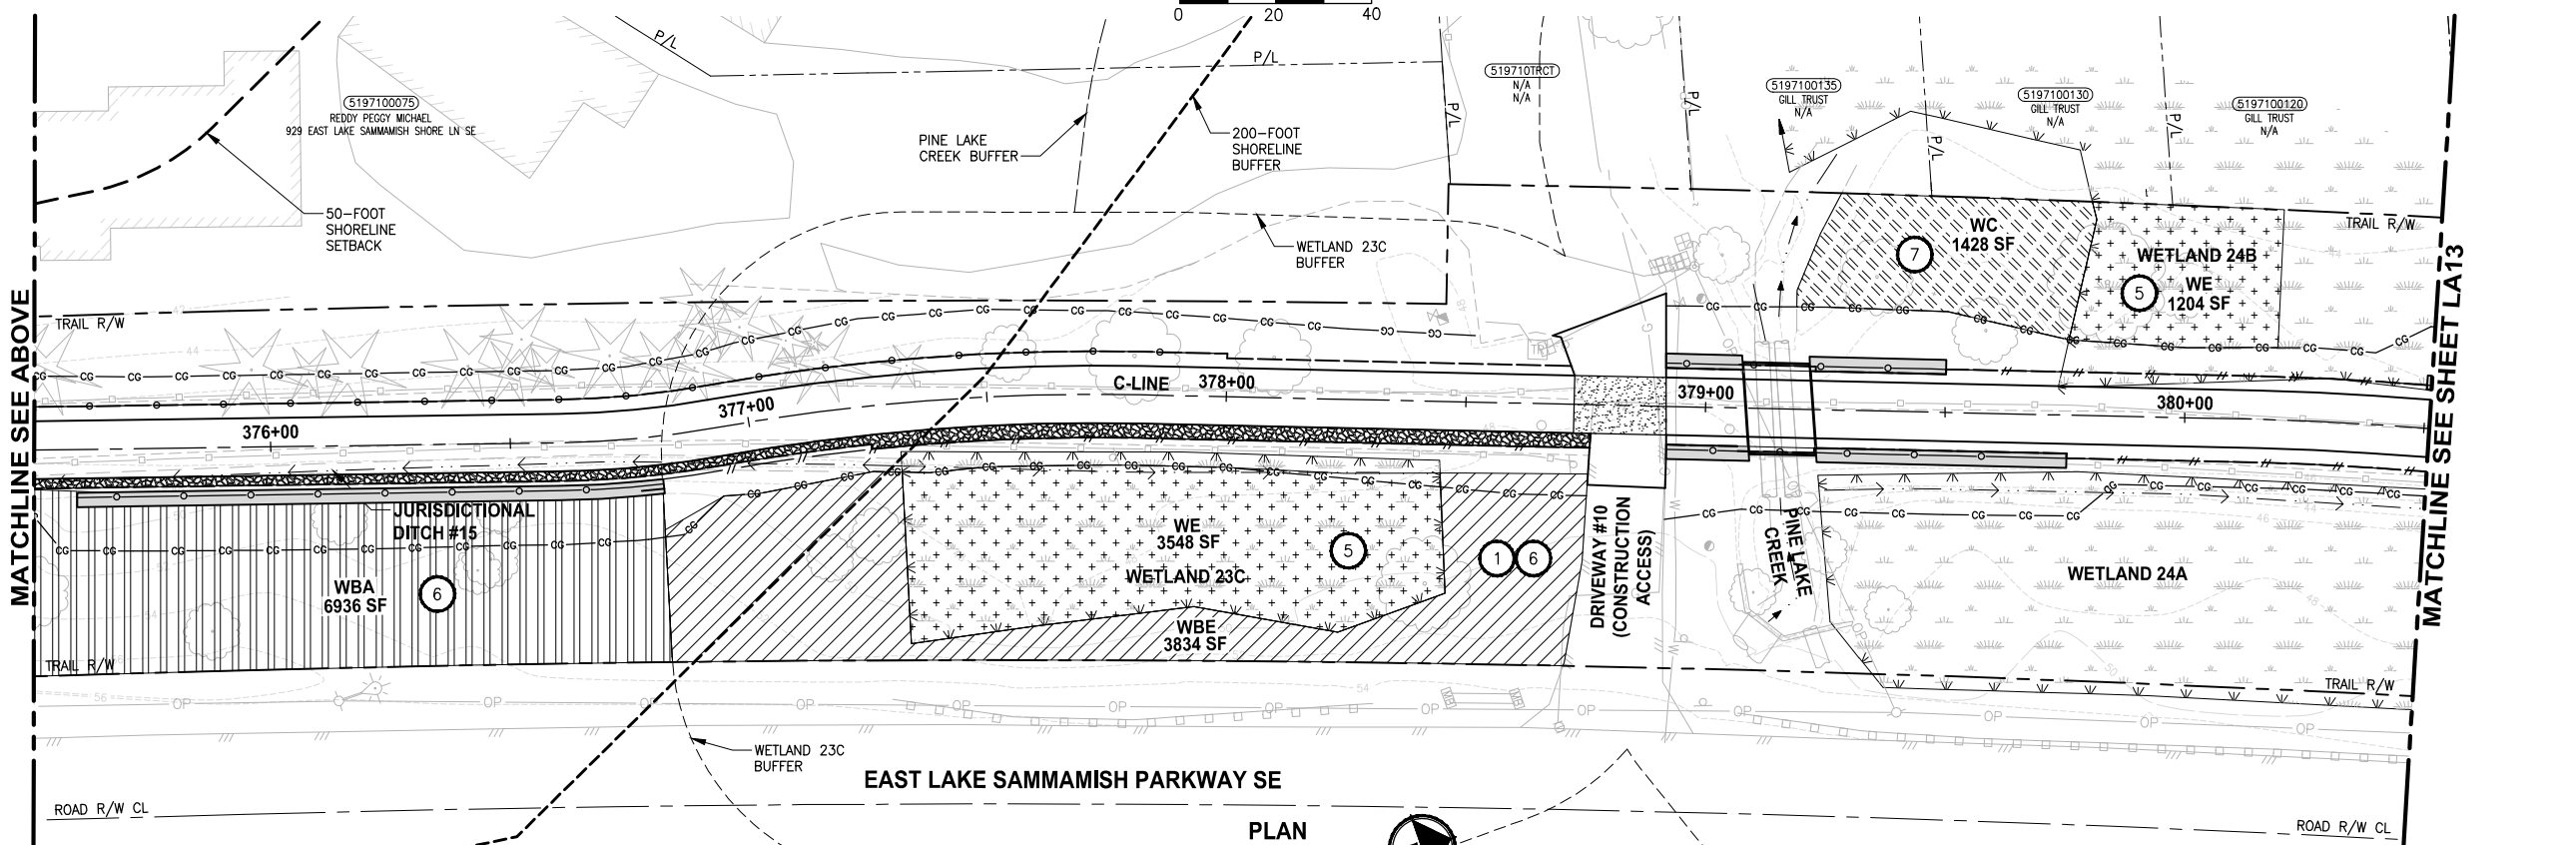 0 20 40
MATCHLINE SEE ABOVE
5197100075
REDDY PEGGY MICHAEL
929 EAST LAKE SAMMAMISH SHORE LN SE
50-FOOT
SHORELINE
SETBACK
P/L
P/L
PINE LAKE
CREEK BUFFER
200-FOOT
SHORELINE
BUFFER
P/L
519710TRCT
N/A
N/A
P/L
5197100135
GILL TRUST
N/A
P/L
5197100130
GILL TRUST
N/A
P/L
5197100120
GILL TRUST
N/A
WETLAND 23C
BUFFER
WC
1428 SF
7
WETLAND 24B
WE
1204 SF
5
TRAIL R/W
TRAIL R/W
376+00
377+00
C-LINE 378+00
379+00
380+00
JURISDICTIONAL
DITCH #15
WBA
6936 SF
6
WE
3548 SF
5
WETLAND 23C
WBE
3834 SF
1 6
DRIVEWAY #10
(CONSTRUCTION
ACCESS)
PINE LAKE
CREEK
WETLAND 24A
TRAIL R/W
TRAIL R/W
WETLAND 23C
BUFFER
EAST LAKE SAMMAMISH PARKWAY SE
ROAD R/W CL
ROAD R/W CL
PLAN
MATCHLINE SEE SHEET LA13